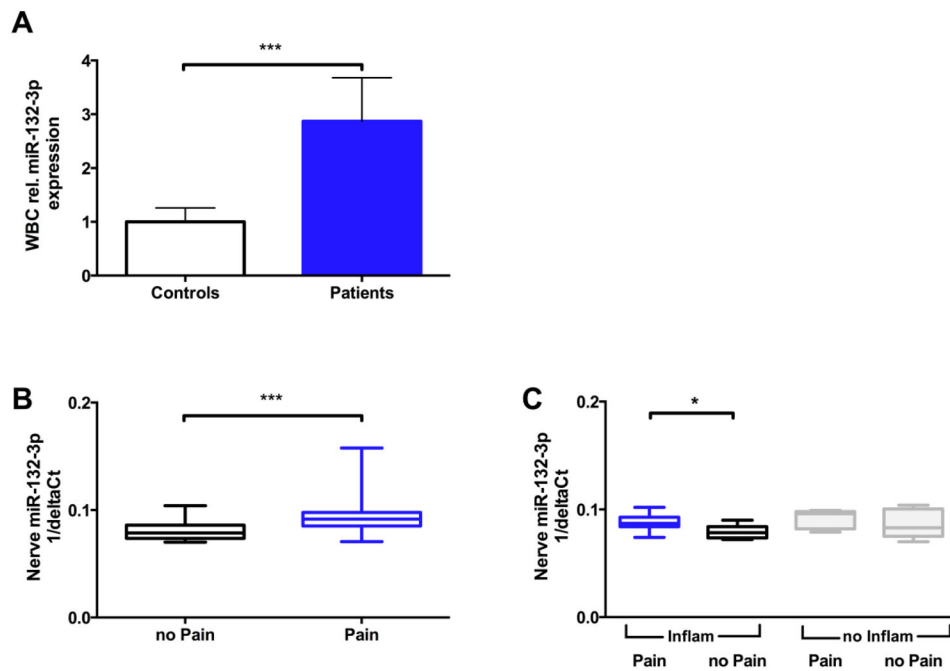 A
***
WBC rel. miR-132-3p
expression
4
3
2
1
0
Controls Patients
B
***
Nerve miR-132-3p
1/deltaCt
0.2
0.1
0.0
no Pain Pain
C
*
Nerve miR-132-3p
1/deltaCt
0.2
0.1
0.0
Inflam no Inflam
Pain no Pain Pain no Pain